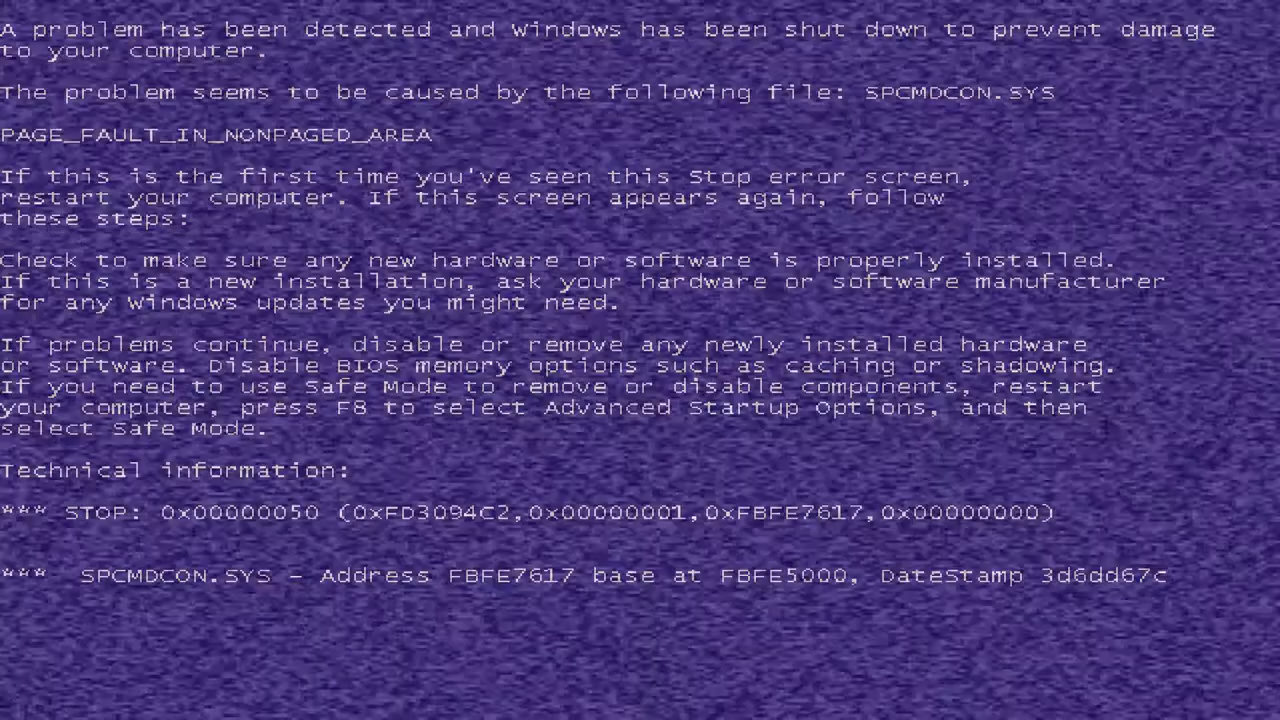 A problem has been detected and Windows has been shut down to prevent damage
to your computer.
The problem seems to be caused by the following file: SPCMDCON.SYS
PAGE_FAULT_IN_NONPAGED_AREA
If this is the first time you've seen this Stop error screen,
restart your computer. If this screen appears again, follow
these steps:
Check to make sure any new hardware or software is properly installed.
If this is a new installation, ask your hardware or software manufacturer
for any Windows updates you might need.
If problems continue, disable or remove any newly installed hardware
or software. Disable BIOS memory options such as caching or shadowing.
If you need to use Safe Mode to remove or disable components, restart
your computer, press F8 to select Advanced Startup Options, and then
select Safe Mode.
Technical information:
*** STOP: 0x00000050 (0xFD3094C2,0x00000001,0xFBFE7617,0x00000000)
***  SPCMDCON.SYS - Address FBFE7617 base at FBFE5000, DateStamp 3d6dd67c